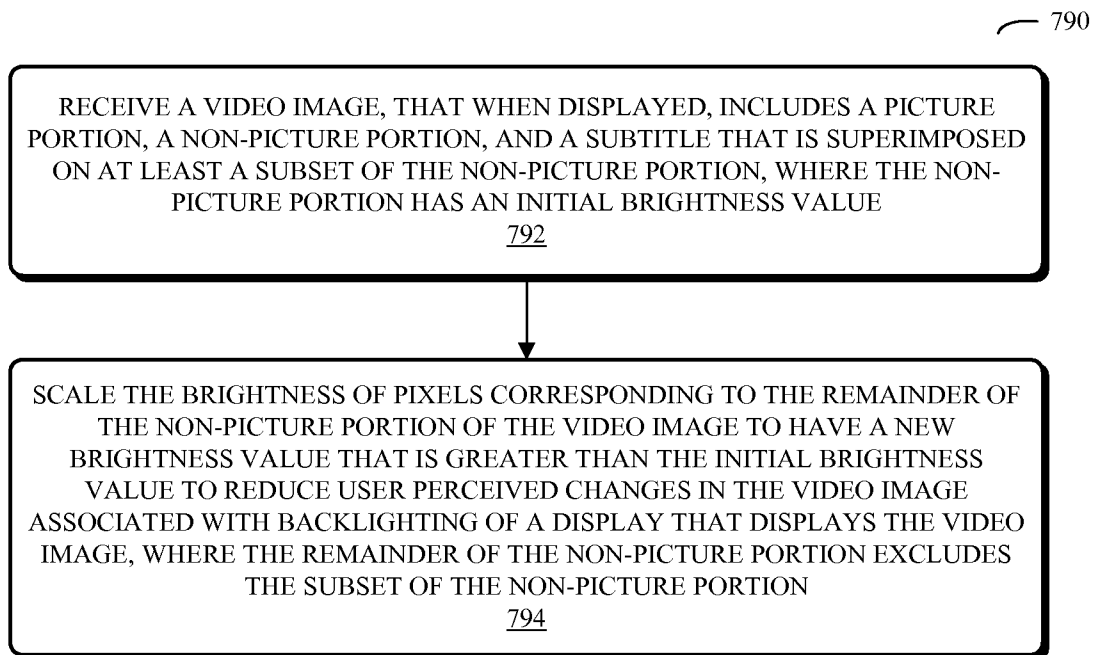 790
RECEIVE A VIDEO IMAGE, THAT WHEN DISPLAYED, INCLUDES A PICTURE
PORTION, A NON-PICTURE PORTION, AND A SUBTITLE THAT IS SUPERIMPOSED
ON AT LEAST A SUBSET OF THE NON-PICTURE PORTION, WHERE THE NON-
PICTURE PORTION HAS AN INITIAL BRIGHTNESS VALUE
792
SCALE THE BRIGHTNESS OF PIXELS CORRESPONDING TO THE REMAINDER OF
THE NON-PICTURE PORTION OF THE VIDEO IMAGE TO HAVE A NEW
BRIGHTNESS VALUE THAT IS GREATER THAN THE INITIAL BRIGHTNESS
VALUE TO REDUCE USER PERCEIVED CHANGES IN THE VIDEO IMAGE
ASSOCIATED WITH BACKLIGHTING OF A DISPLAY THAT DISPLAYS THE VIDEO
IMAGE, WHERE THE REMAINDER OF THE NON-PICTURE PORTION EXCLUDES
THE SUBSET OF THE NON-PICTURE PORTION
794